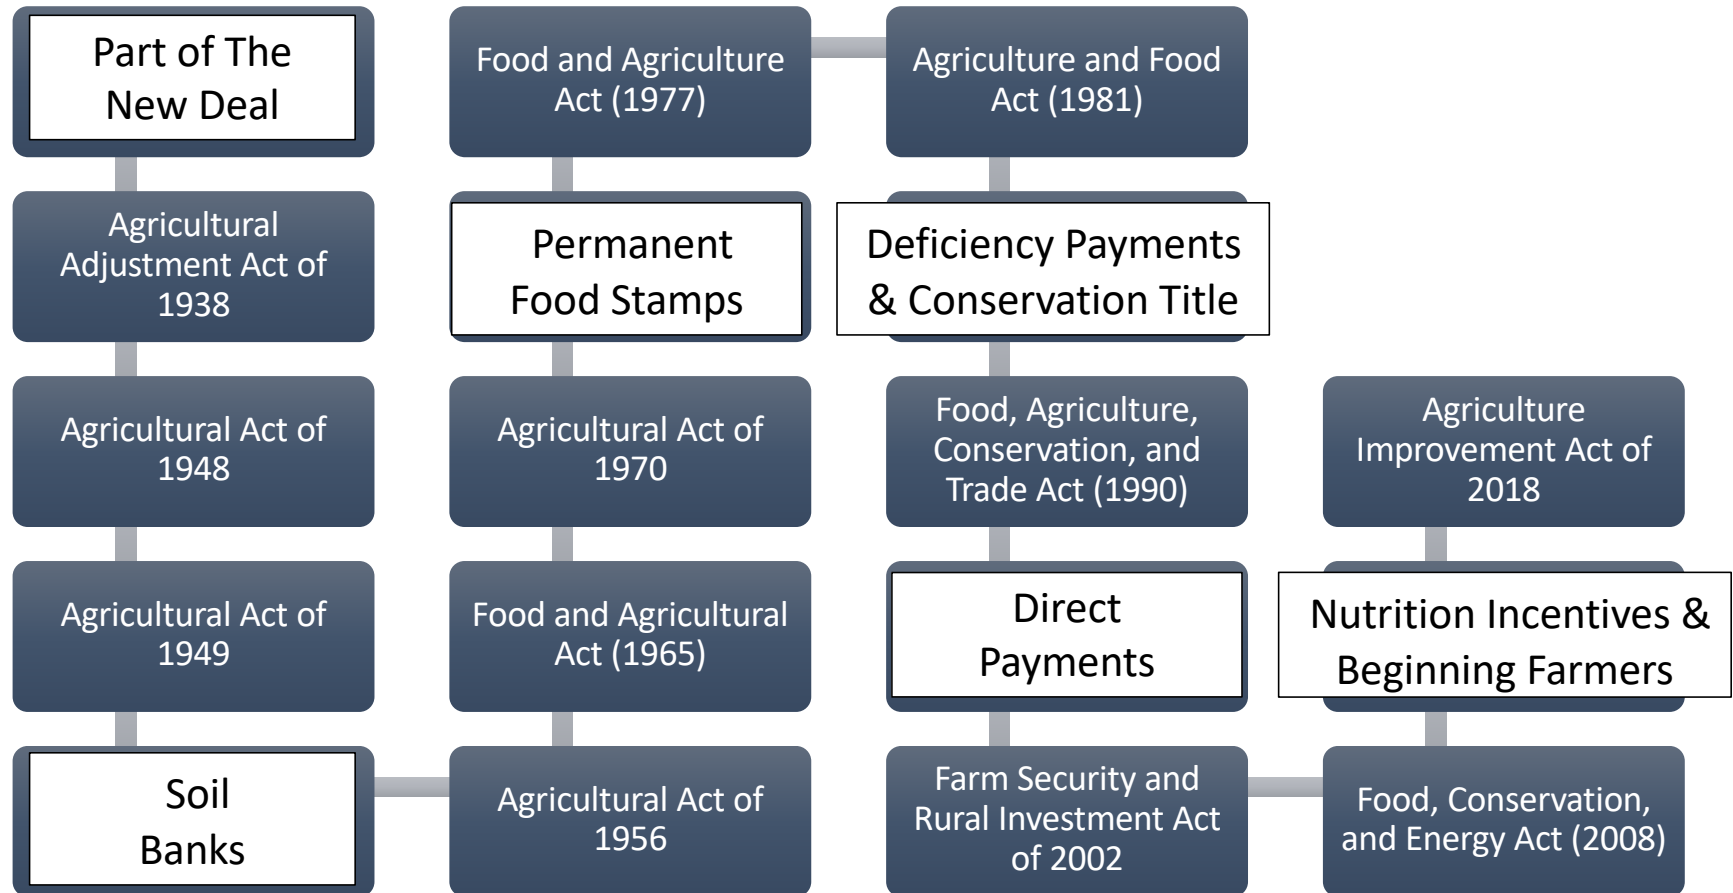 Part of The
New Deal
Agricultural
Adjustment Act of
1938
Agricultural Act of
1948
Agricultural Act of
1949
Soil
Banks
Agricultural Act of
1956
Food and Agricultural
Act (1965)
Agricultural Act of
1970
Permanent
Food Stamps
Food and Agriculture
Act (1977)
Agriculture and Food
Act (1981)
Deficiency Payments
& Conservation Title
Food, Agriculture,
Conservation, and
Trade Act (1990)
Direct
Payments
Farm Security and
Rural Investment Act
of 2002
Food, Conservation,
and Energy Act (2008)
Nutrition Incentives &
Beginning Farmers
Agriculture
Improvement Act of
2018